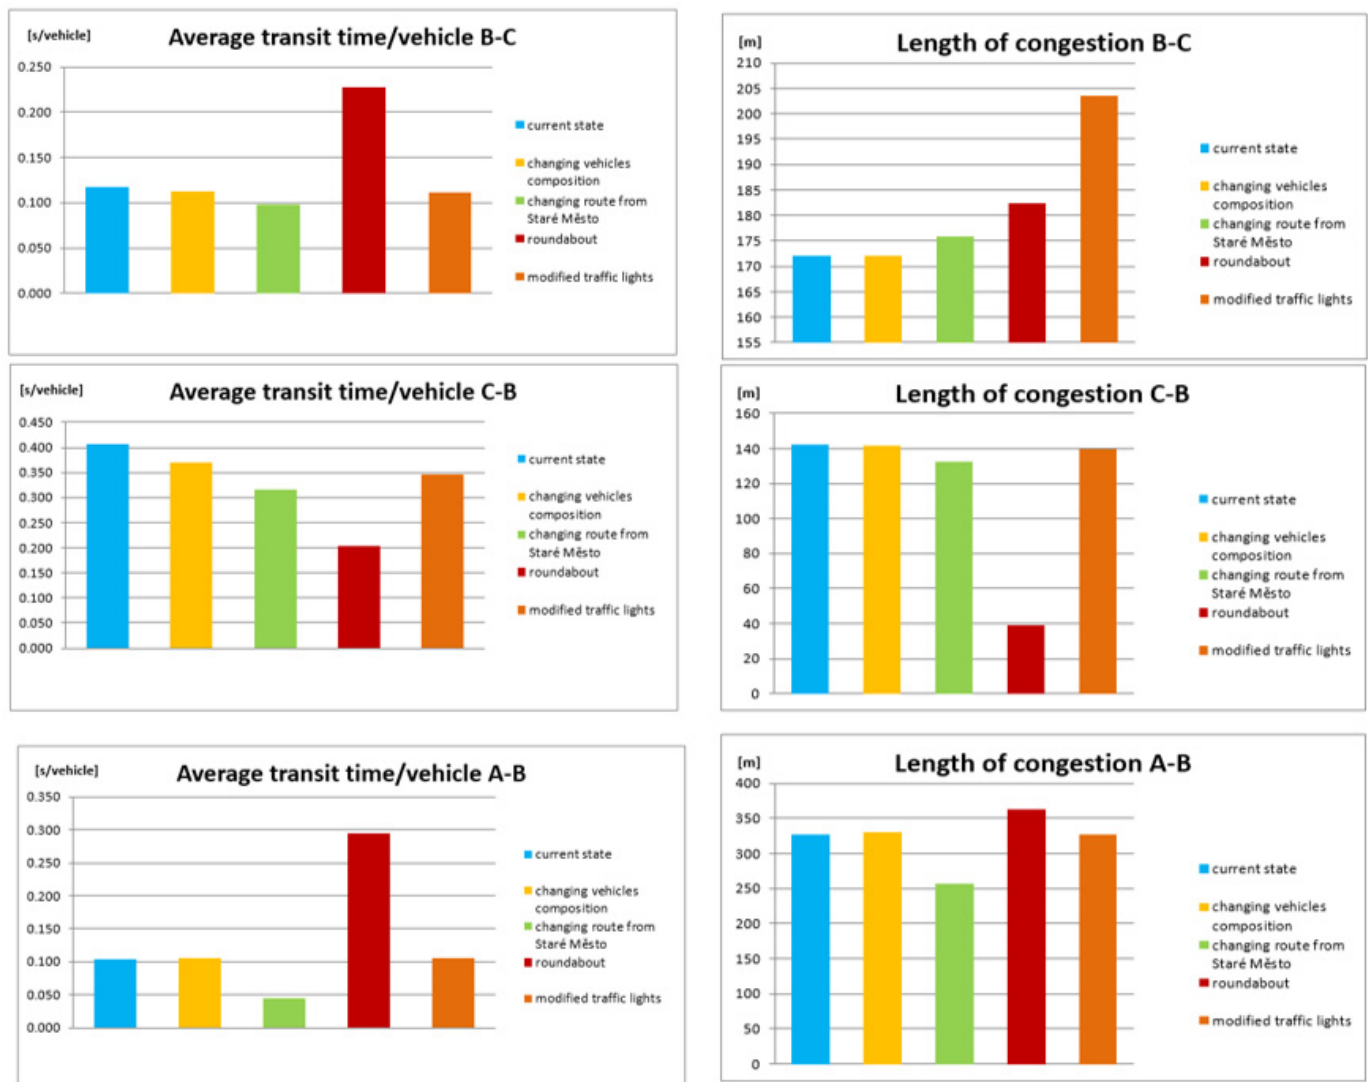 [s/vehicle]
Average transit time/vehicle B-C
0.250
0.200
0.150
0.100
0.050
0.000
current state
changing vehicles
composition
changing route from
Staré Město
roundabout
modified traffic lights
[m]
Length of congestion B-C
210
205
200
195
190
185
180
175
170
165
160
155
current state
changing vehicles
composition
changing route from
Staré Město
roundabout
modified traffic lights
[s/vehicle]
Average transit time/vehicle C-B
0.450
0.400
0.350
0.300
0.250
0.200
0.150
0.100
0.050
0.000
current state
changing vehicles
composition
changing route from
Staré Město
roundabout
modified traffic lights
[m]
Length of congestion C-B
160
140
120
100
80
60
40
20
0
current state
changing vehicles
composition
changing route from
Staré Město
roundabout
modified traffic lights
[s/vehicle]
Average transit time/vehicle A-B
0.350
0.300
0.250
0.200
0.150
0.100
0.050
0.000
current state
changing vehicles
composition
changing route from
Staré Město
roundabout
modified traffic lights
[m]
Length of congestion A-B
400
350
300
250
200
150
100
50
0
current state
changing vehicles
composition
changing route from
Staré Město
roundabout
modified traffic lights